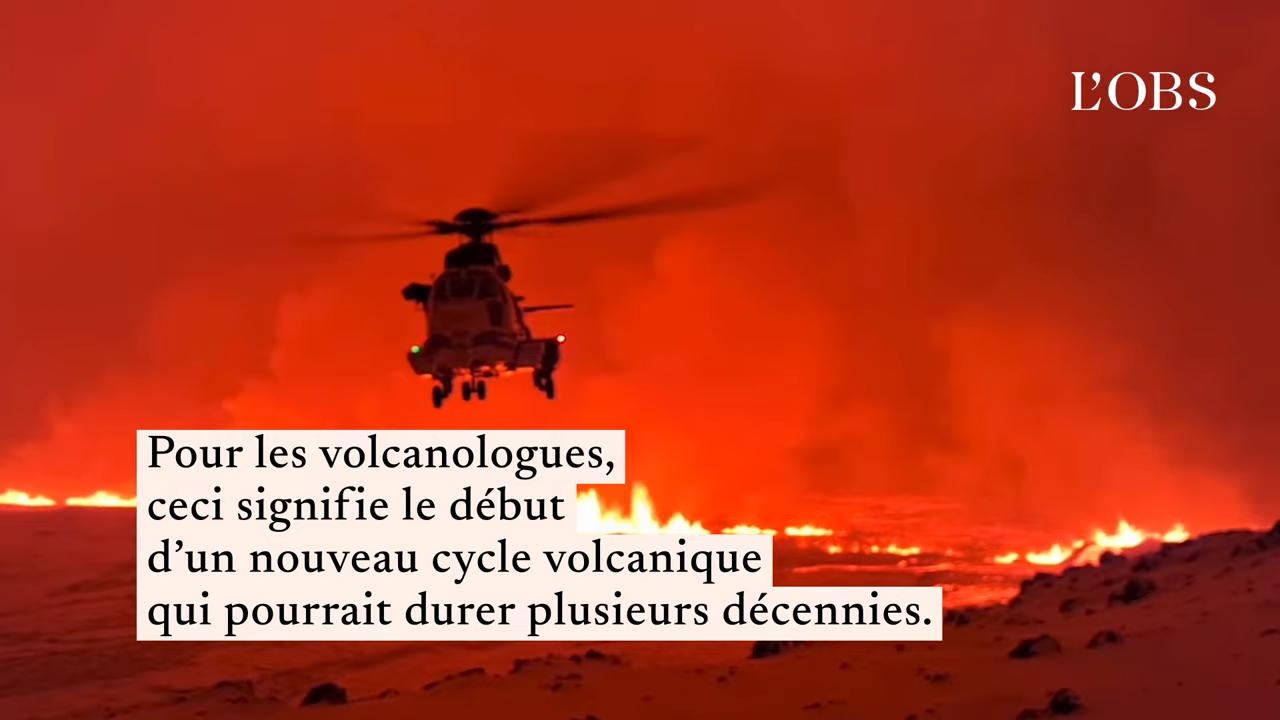 L'OBS
Pour les volcanologues,
ceci signifie le début
d’un nouveau cycle volcanique
qui pourrait durer plusieurs décennies.